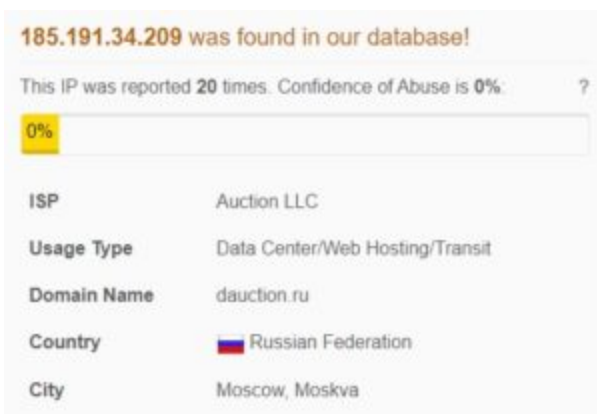 185.191.34.209 was found in our database!
This IP was reported 20 times. Confidence of Abuse is 0%: ?
0%
ISP Auction LLC
Usage Type Data Center/Web Hosting/Transit
Domain Name dauction.ru
Country Russian Federation
City Moscow, Moskva